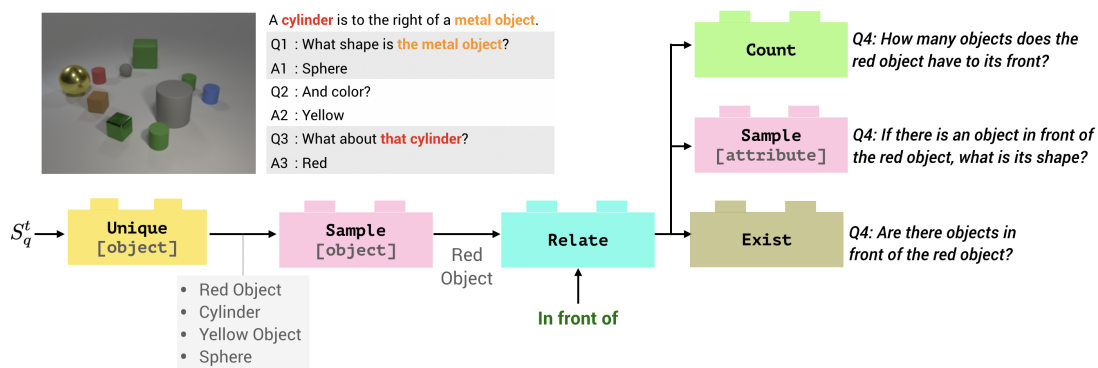 A cylinder is to the right of a metal object.
Q1 : What shape is the metal object?
A1 : Sphere
Q2 : And color?
A2 : Yellow
Q3 : What about that cylinder?
A3 : Red
S_q^t
Unique
[object]
• Red Object
• Cylinder
• Yellow Object
• Sphere
Sample
[object]
Red
Object
Relate
In front of
Count
Q4: How many objects does the
red object have to its front?
Sample
[attribute]
Q4: If there is an object in front of
the red object, what is its shape?
Exist
Q4: Are there objects in
front of the red object?